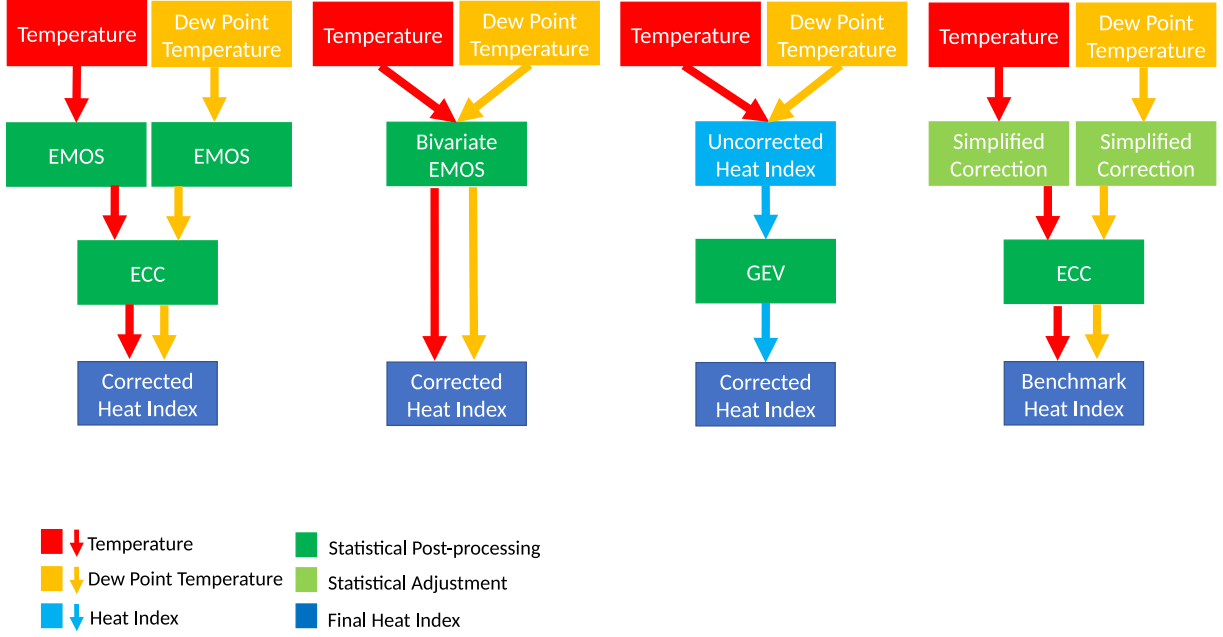 Temperature
Dew Point
Temperature
Temperature
Dew Point
Temperature
Temperature
Dew Point
Temperature
Temperature
Dew Point
Temperature
EMOS
EMOS
Bivariate
EMOS
Uncorrected
Heat Index
Simplified
Correction
Simplified
Correction
ECC
GEV
ECC
Corrected
Heat Index
Corrected
Heat Index
Corrected
Heat Index
Benchmark
Heat Index
Temperature
Statistical Post-processing
Dew Point Temperature
Statistical Adjustment
Heat Index
Final Heat Index